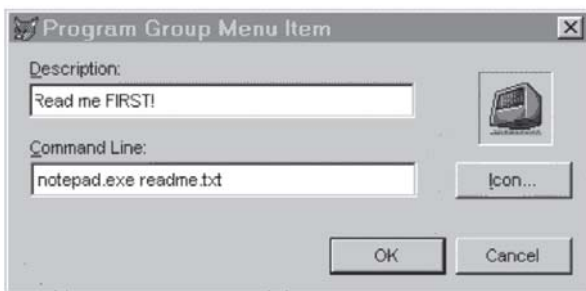 Program Group Menu Item
Description:
Read me FIRST!
Command Line:
notepad.exe readme.txt
Icon...
OK
Cancel